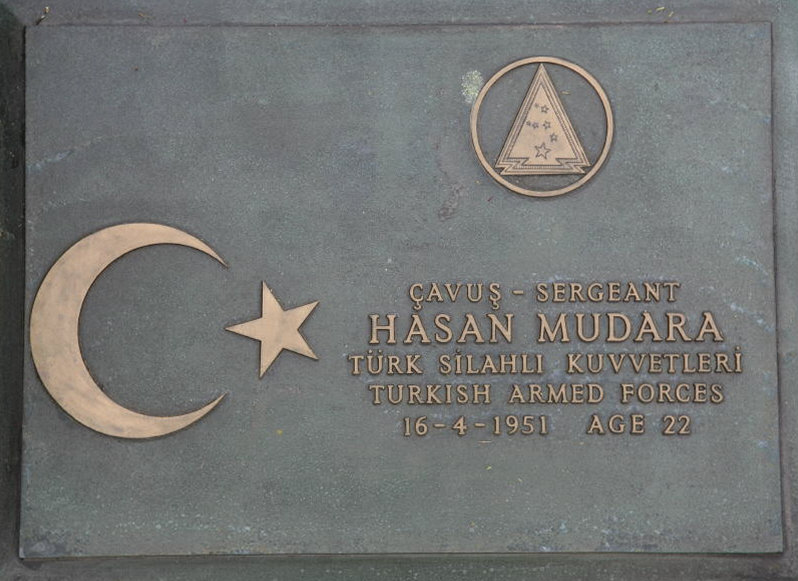 ÇAVUŞ - SERGEANT
HASAN MUDARA
TÜRK SİLAHLI KUVVETLERİ
TURKISH ARMED FORCES
16-4-1951 AGE 22